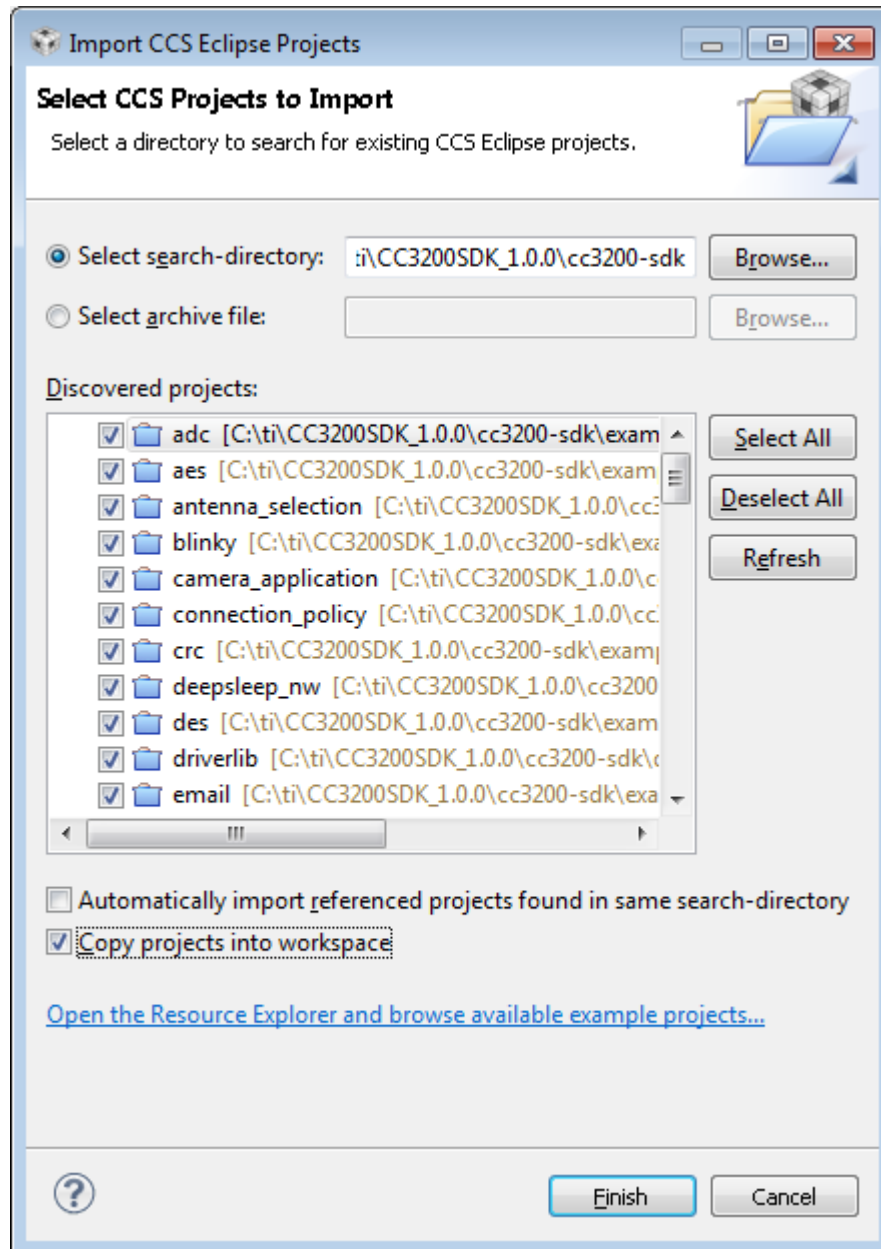 Import CCS Eclipse Projects
Select CCS Projects to Import
Select a directory to search for existing CCS Eclipse projects.
Select search-directory: ti\CC3200SDK_1.0.0\cc3200-sdk Browse...
Select archive file: Browse...
Discovered projects:
adc [C:\ti\CC3200SDK_1.0.0\cc3200-sdk\exam
Select All
aes [C:\ti\CC3200SDK_1.0.0\cc3200-sdk\exam
antenna_selection [C:\ti\CC3200SDK_1.0.0\cc3
Deselect All
blinky [C:\ti\CC3200SDK_1.0.0\cc3200-sdk\exa
Refresh
camera_application [C:\ti\CC3200SDK_1.0.0\c
connection_policy [C:\ti\CC3200SDK_1.0.0\cc
crc [C:\ti\CC3200SDK_1.0.0\cc3200-sdk\exam
deepsleep_nw [C:\ti\CC3200SDK_1.0.0\cc3200
des [C:\ti\CC3200SDK_1.0.0\cc3200-sdk\exam
driverlib [C:\ti\CC3200SDK_1.0.0\cc3200-sdk\
email [C:\ti\CC3200SDK_1.0.0\cc3200-sdk\exa
Automatically import referenced projects found in same search-directory
Copy projects into workspace
Open the Resource Explorer and browse available example projects...
? Finish Cancel